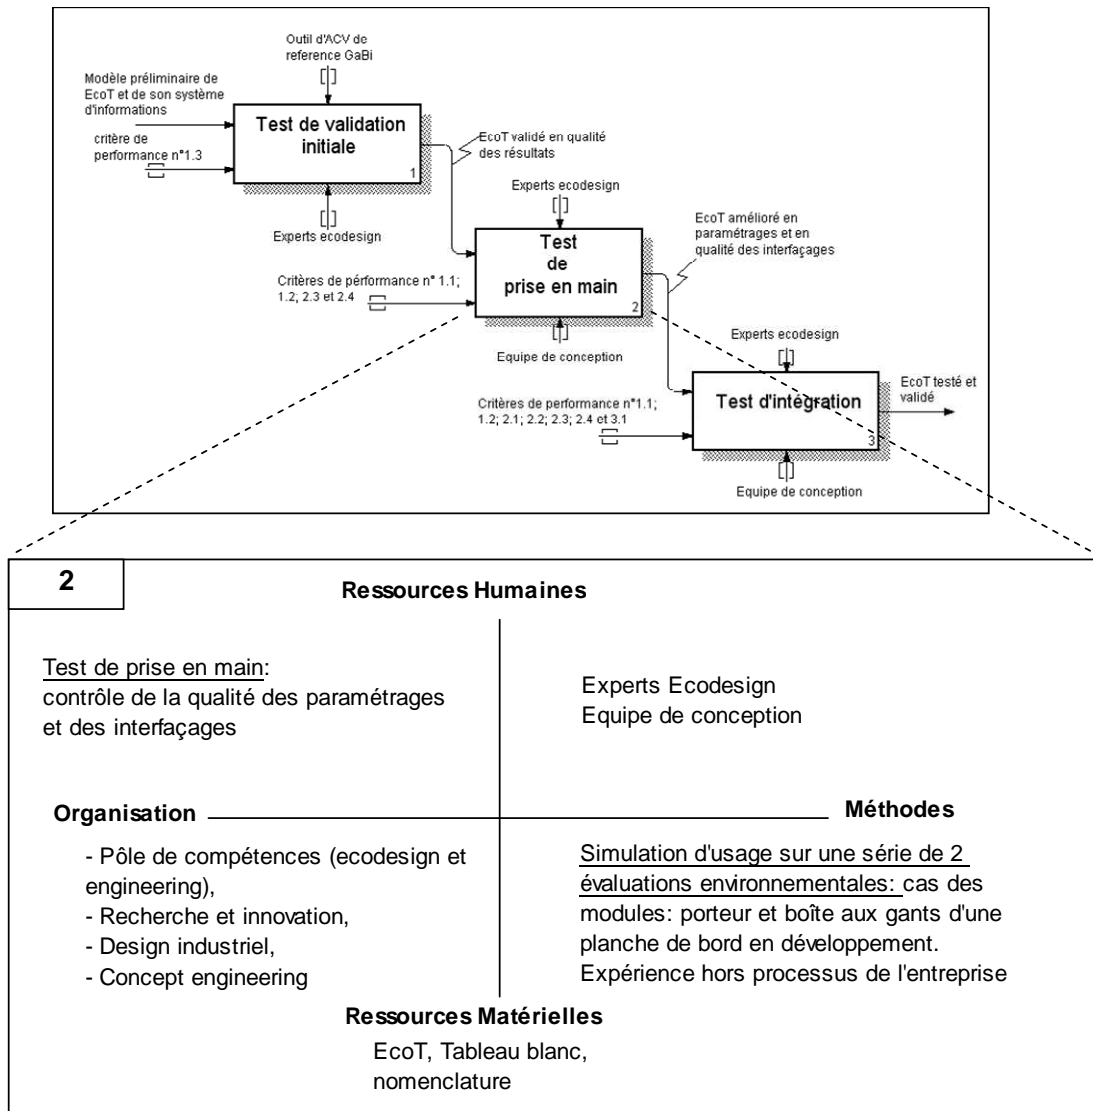 Outil d'ACV de
reference GaBi
Modèle préliminaire de
EcoT et de son système
d'informations
critère de
performance n°1.3
Test de validation
initiale
1
EcoT validé en qualité
des résultats
Experts ecodesign
Experts ecodesign
Test
de
prise en main
2
EcoT amélioré en
paramétrages et en
qualité des interfaçages
Critères de pérformance n° 1.1;
1.2; 2.3 et 2.4
Equipe de conception
Experts ecodesign
Test d'intégration
3
EcoT testé et
validé
Critères de performance n°1.1;
1.2; 2.1; 2.2; 2.3; 2.4 et 3.1
Equipe de conception
2
Ressources Humaines
Test de prise en main:
contrôle de la qualité des paramétrages
et des interfaçages
Experts Ecodesign
Equipe de conception
Organisation
Méthodes
- Pôle de compétences (ecodesign et
engineering),
- Recherche et innovation,
- Design industriel,
- Concept engineering
Simulation d'usage sur une série de 2
évaluations environnementales: cas des
modules: porteur et boîte aux gants d'une
planche de bord en développement.
Expérience hors processus de l'entreprise
Ressources Matérielles
EcoT, Tableau blanc,
nomenclature